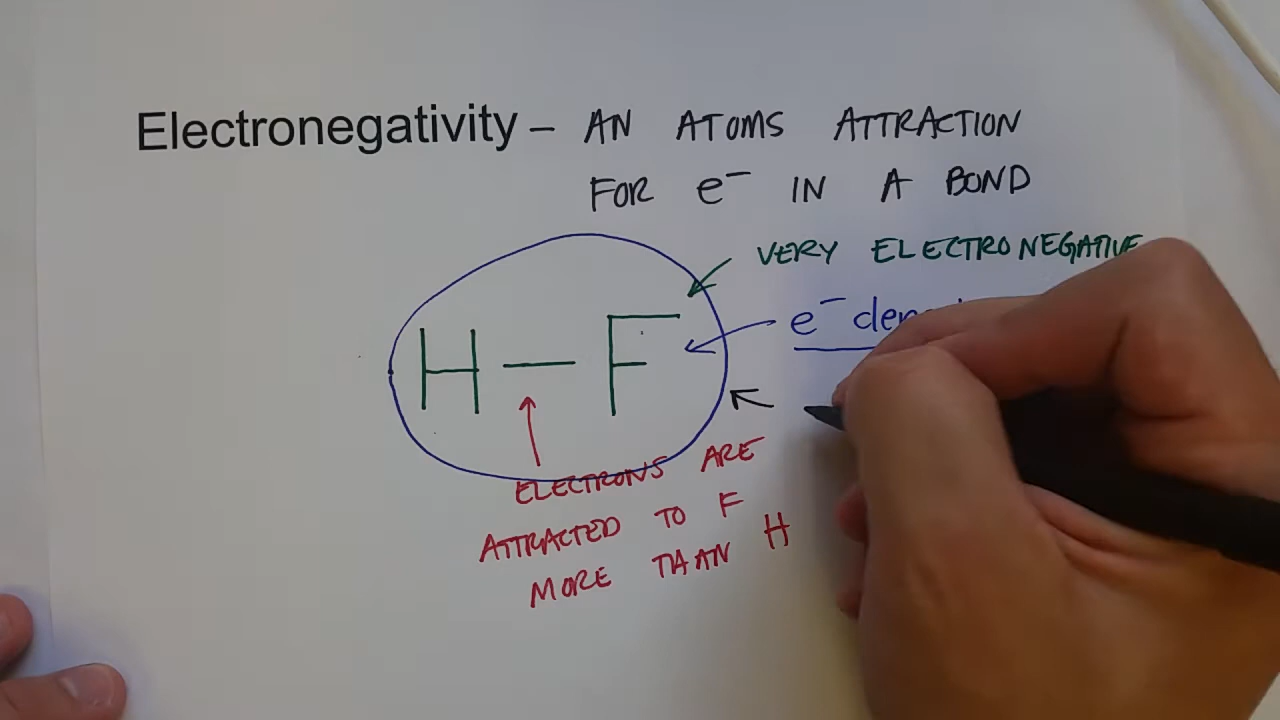 Electronegativity – AN ATOMS ATTRACTION
FOR e⁻ IN A BOND
VERY ELECTRONEGATIVE
e⁻
H — F
ELECTRONS ARE
ATTRACTED TO F
MORE THAN H